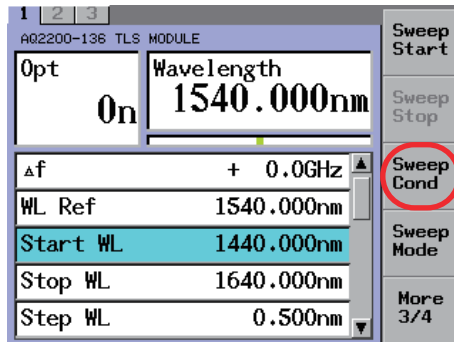 1 2 3
AQ2200-136 TLS MODULE
Opt
On
Wavelength
1540.000nm
△f + 0.0GHz
WL Ref 1540.000nm
Start WL 1440.000nm
Stop WL 1640.000nm
Step WL 0.500nm
Sweep
Start
Sweep
Stop
Sweep
Cond
Sweep
Mode
More
3/4